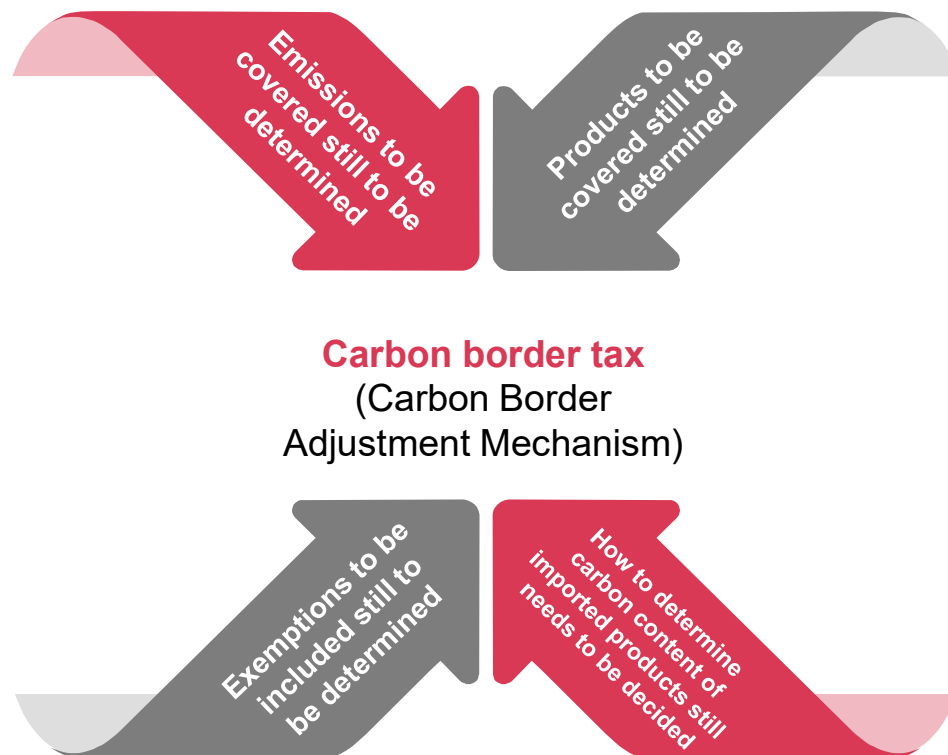 Emissions to be
covered still to be
determined
Products to be
covered still to be
determined
Carbon border tax
(Carbon Border
Adjustment Mechanism)
Exemptions to be
included still to
be determined
How to determine
carbon content of
imported products still
needs to be decided